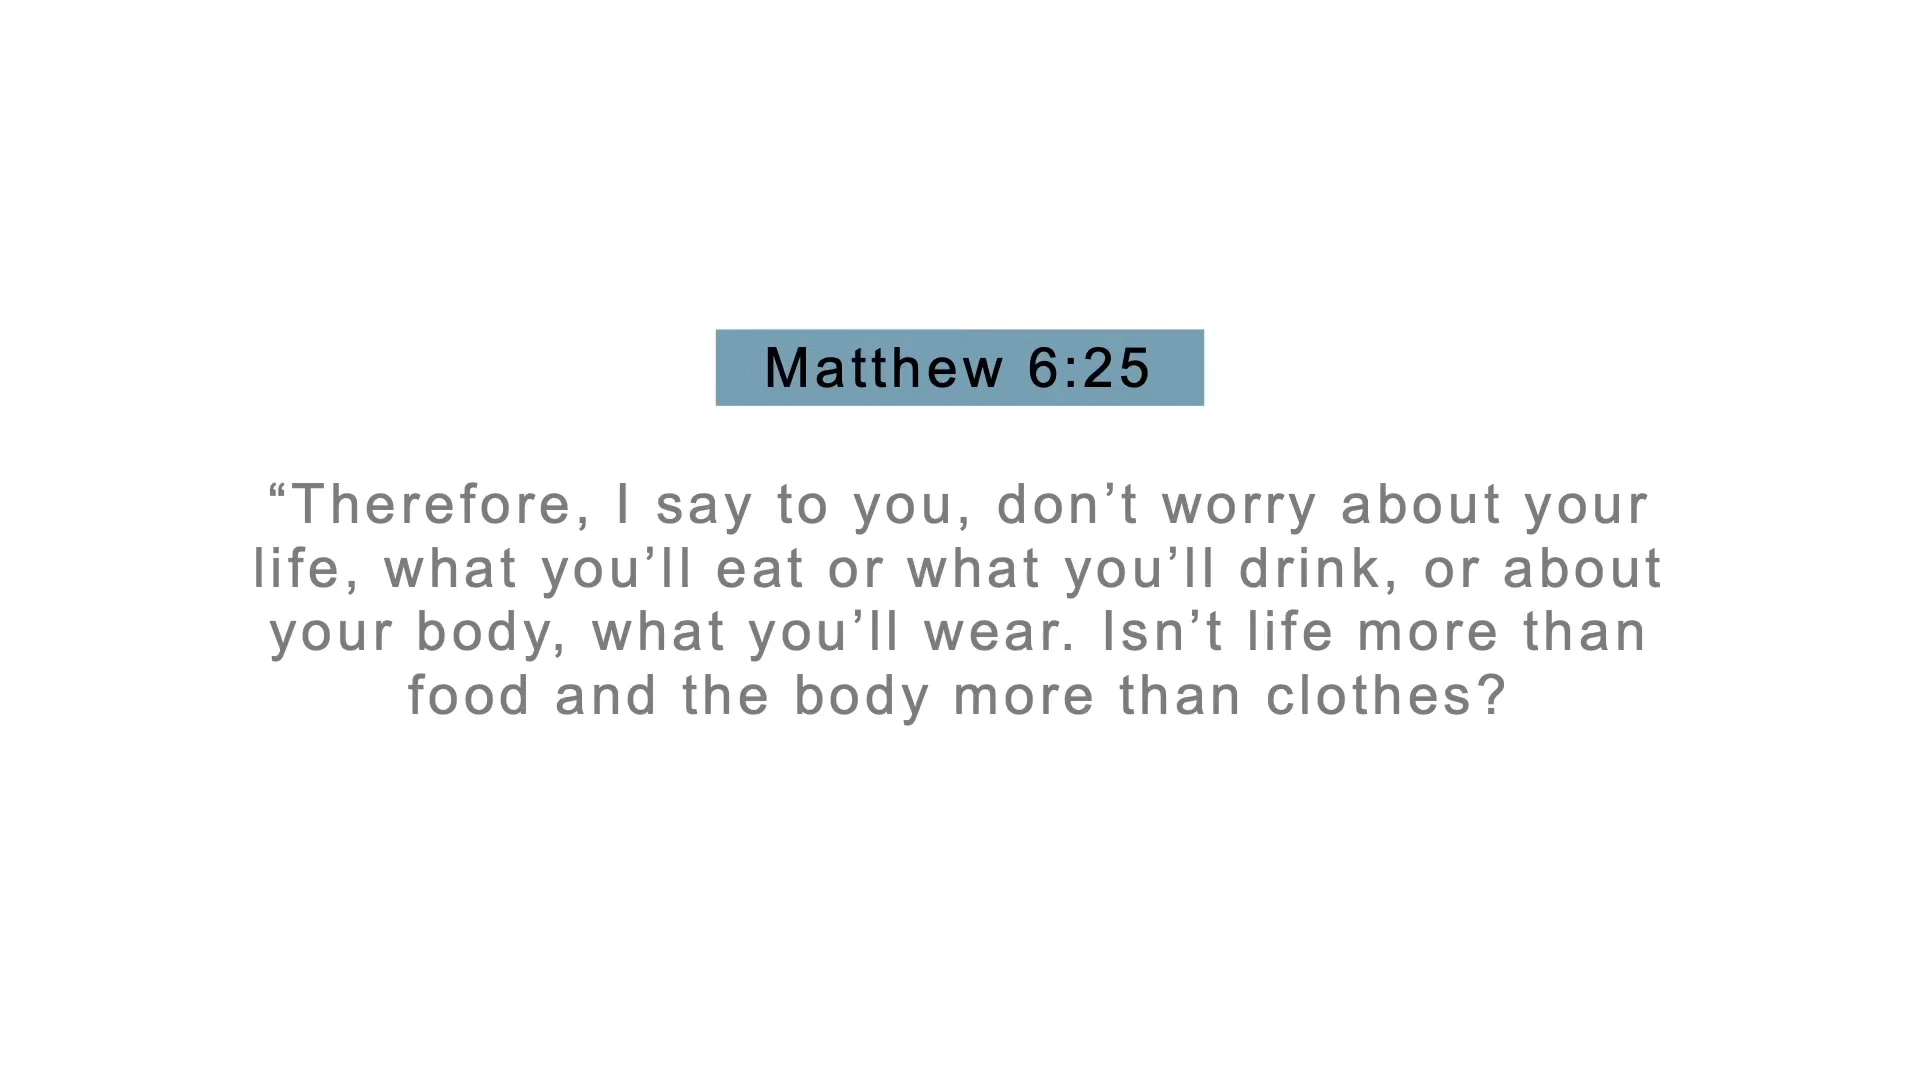 Matthew 6:25
“Therefore, I say to you, don’t worry about your
life, what you’ll eat or what you’ll drink, or about
your body, what you’ll wear. Isn’t life more than
food and the body more than clothes?